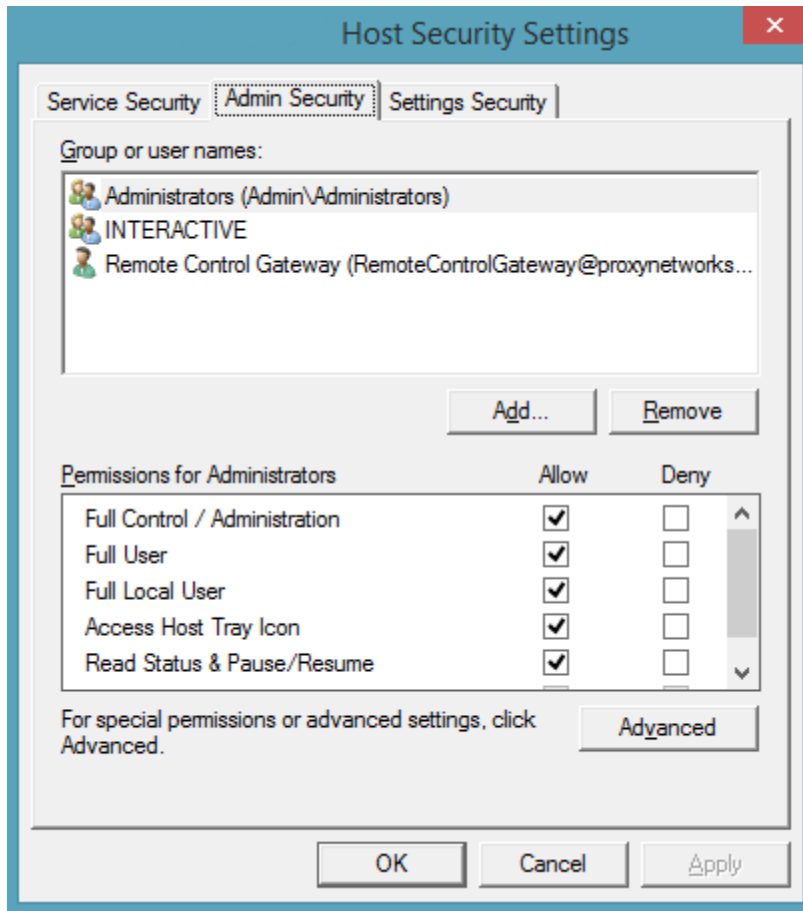 Host Security Settings
Service Security Admin Security Settings Security
Group or user names:
Administrators (Admin\Administrators)
INTERACTIVE
Remote Control Gateway (RemoteControlGateway@proxynetworks...
Add... Remove
Permissions for Administrators Allow Deny
Full Control / Administration
Full User
Full Local User
Access Host Tray Icon
Read Status & Pause/Resume
For special permissions or advanced settings, click
Advanced.
Advanced
OK Cancel Apply